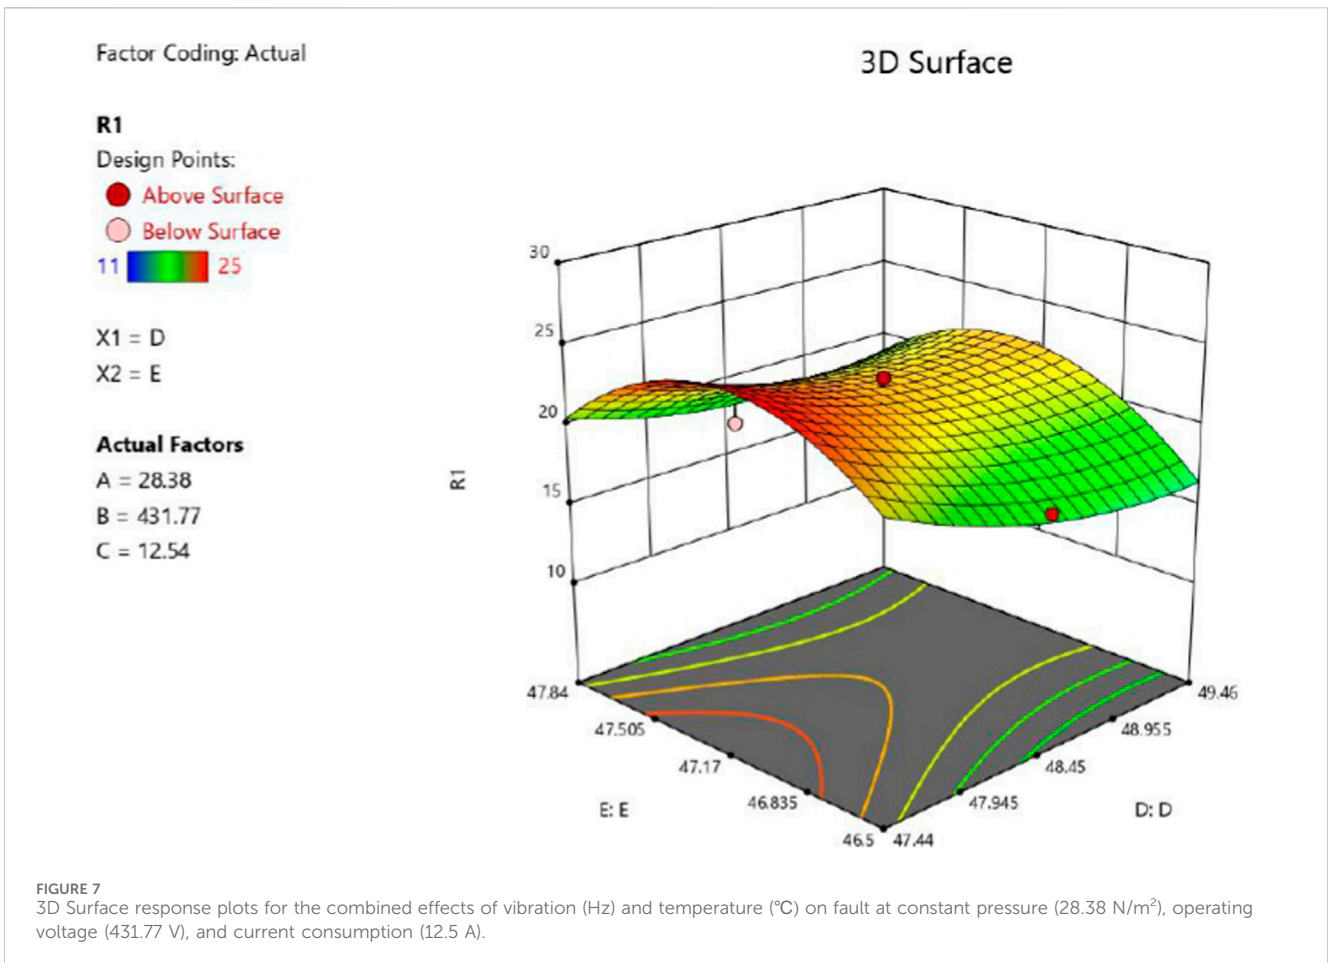 Factor Coding: Actual
3D Surface
R1
Design Points:
Above Surface
Below Surface
11 25
X1 = D
X2 = E
Actual Factors
A = 28.38
B = 431.77
C = 12.54
30
25
20
15
10
R1
47.84
47.505
47.17
46.835
46.5
E: E
47.44
47.945
48.45
48.955
49.46
D: D
FIGURE 7
3D Surface response plots for the combined effects of vibration (Hz) and temperature (°C) on fault at constant pressure (28.38 N/m²), operating
voltage (431.77 V), and current consumption (12.5 A).